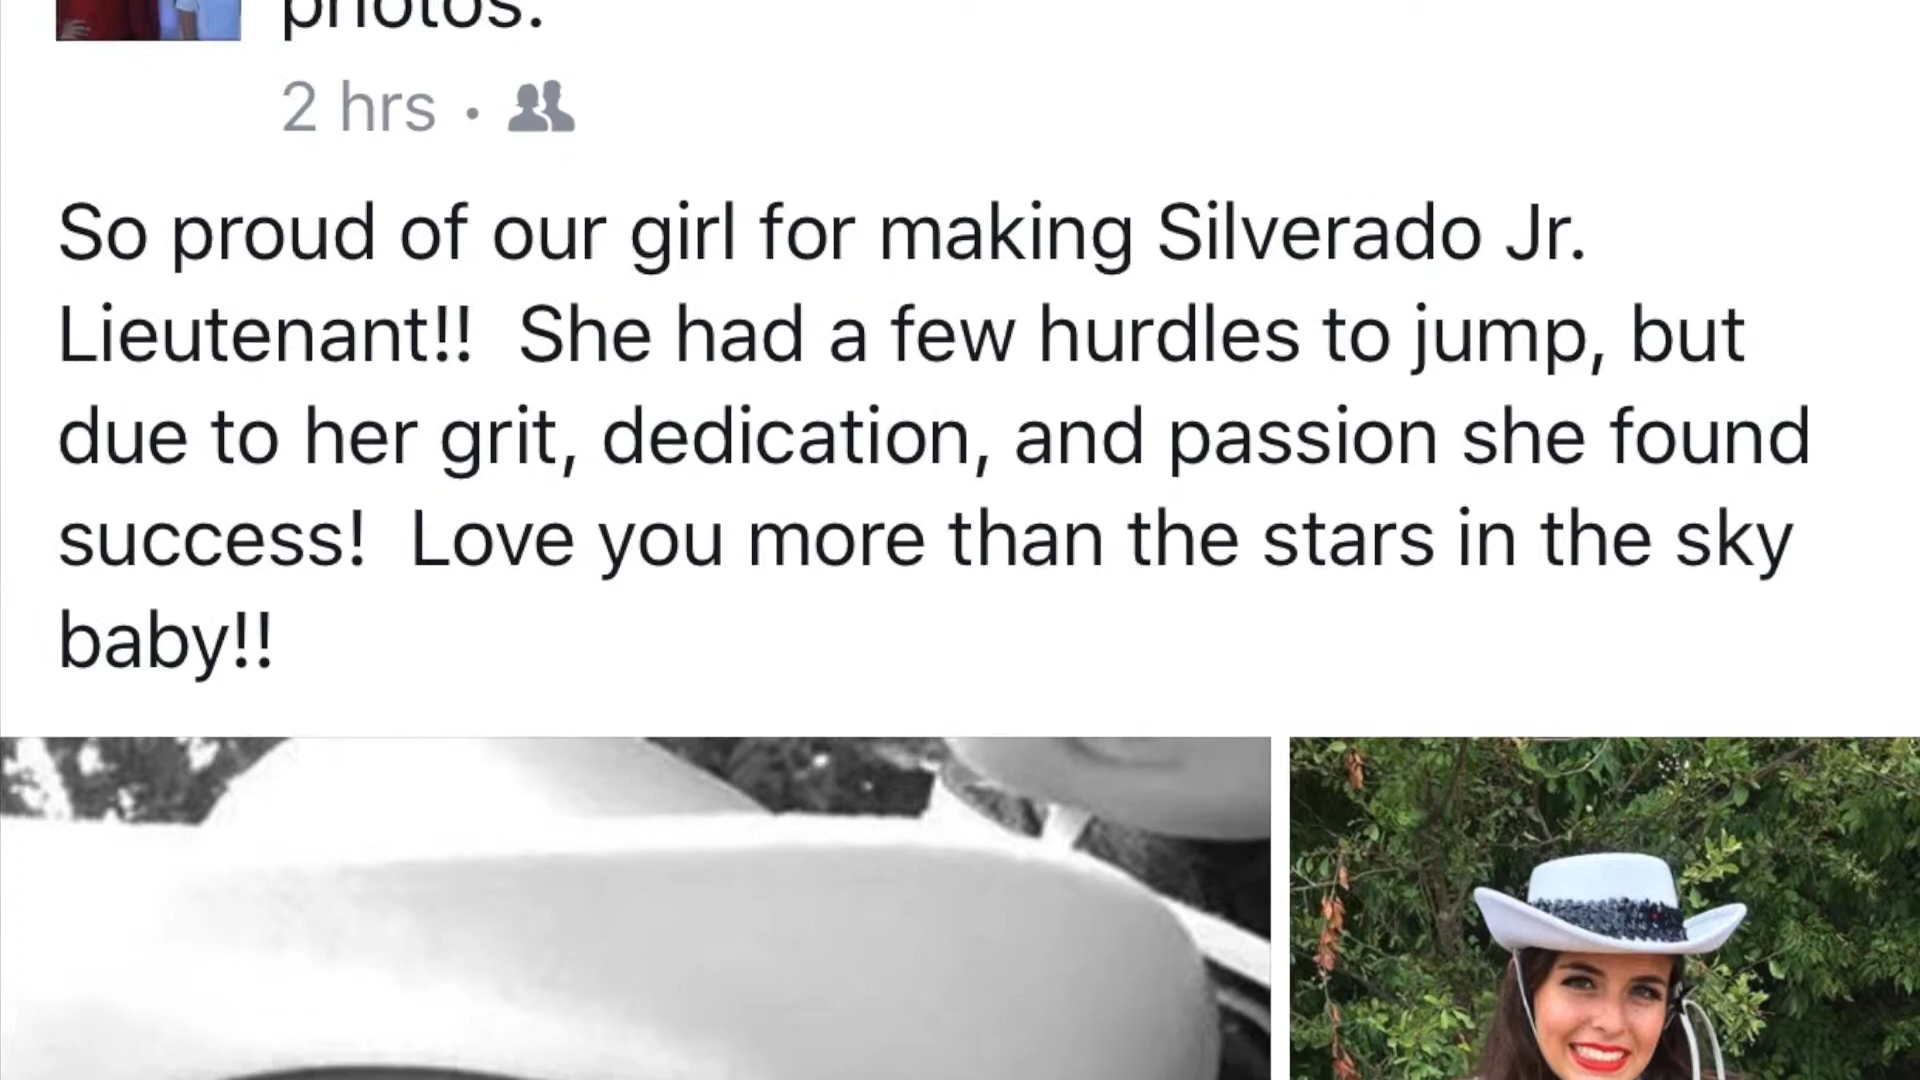 photos.
2 hrs ·
So proud of our girl for making Silverado Jr.
Lieutenant!!  She had a few hurdles to jump, but
due to her grit, dedication, and passion she found
success!  Love you more than the stars in the sky
baby!!